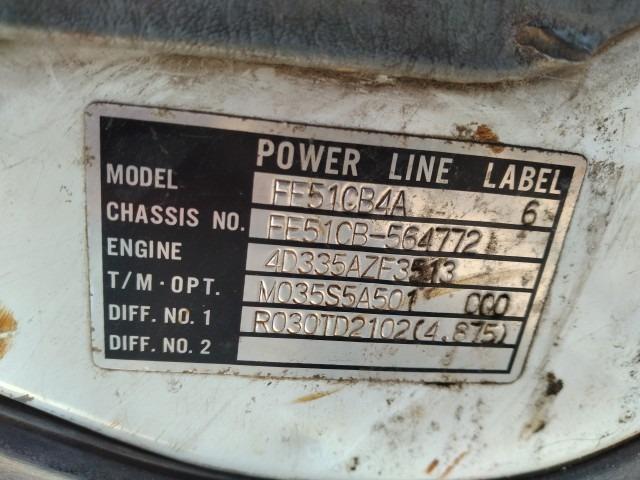 POWER LINE LABEL
MODEL FE51CB4A 6
CHASSIS NO. FE51CB-564772
ENGINE 4D335AZF3513
T/M·OPT. M035S5A501 000
DIFF. NO. 1 R030TD2102(4.875)
DIFF. NO. 2